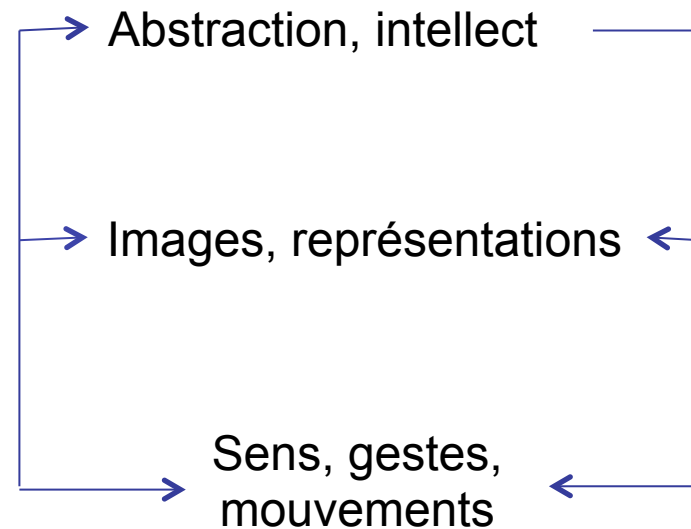 Abstraction, intellect
Images, représentations
Sens, gestes,
mouvements